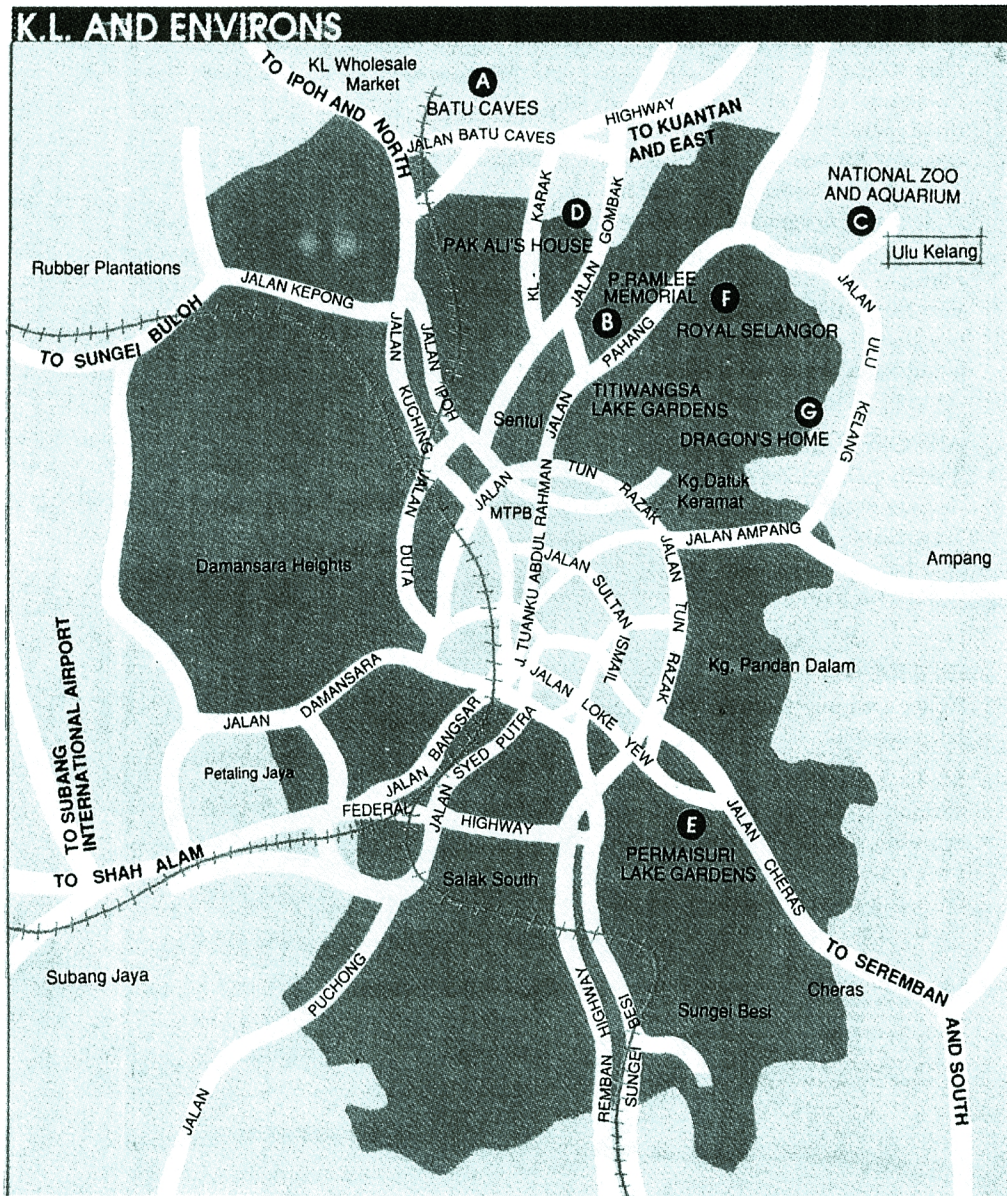 K.L. AND ENVIRONS
TO IPOH AND NORTH
KL Wholesale
Market
A
BATU CAVES
JALAN BATU CAVES
HIGHWAY
TO KUANTAN
AND EAST
NATIONAL ZOO
AND AQUARIUM
C
Ulu Kelang
KL - KARAK
D
PAK ALI'S HOUSE
JALAN GOMBAK
Rubber Plantations
JALAN KEPONG
TO SUNGEI BULOH
P.RAMLEE
MEMORIAL
B
F
ROYAL SELANGOR
JALAN PAHANG
JALAN ULU KELANG
JALAN KUCHING
JALAN IPOH
Sentul
TITIWANGSA
LAKE GARDENS
G
DRAGON'S HOME
Kg.Datuk
Keramat
JALAN TUN RAZAK
MTPB
JALAN DUTA
J. TUANKU ABDUL RAHMAN
JALAN AMPANG
Ampang
Damansara Heights
JALAN SULTAN ISMAIL
JALAN TUN RAZAK
Kg. Pandan Dalam
TO SUBANG
INTERNATIONAL AIRPORT
JALAN DAMANSARA
JALAN LOKE YEW
JALAN BANGSAR
JALAN SYED PUTRA
Petaling Jaya
FEDERAL HIGHWAY
TO SHAH ALAM
E
PERMAISURI
LAKE GARDENS
JALAN CHERAS
Salak South
Subang Jaya
JALAN PUCHONG
REMBAN HIGHWAY
SUNGEI BESI
Sungei Besi
Cheras
TO SEREMBAN
AND SOUTH